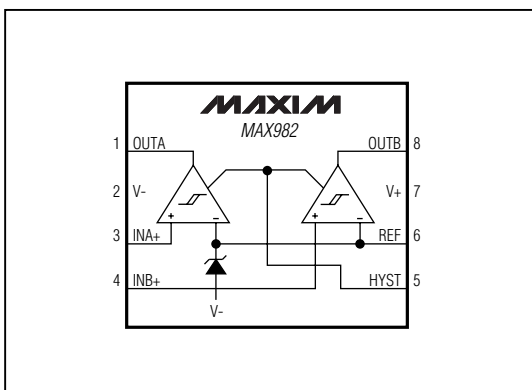 MAXIM
MAX982
1 OUTA
OUTB 8
2 V-
V+ 7
+ -
+ -
3 INA+
REF 6
4 INB+
HYST 5
V-